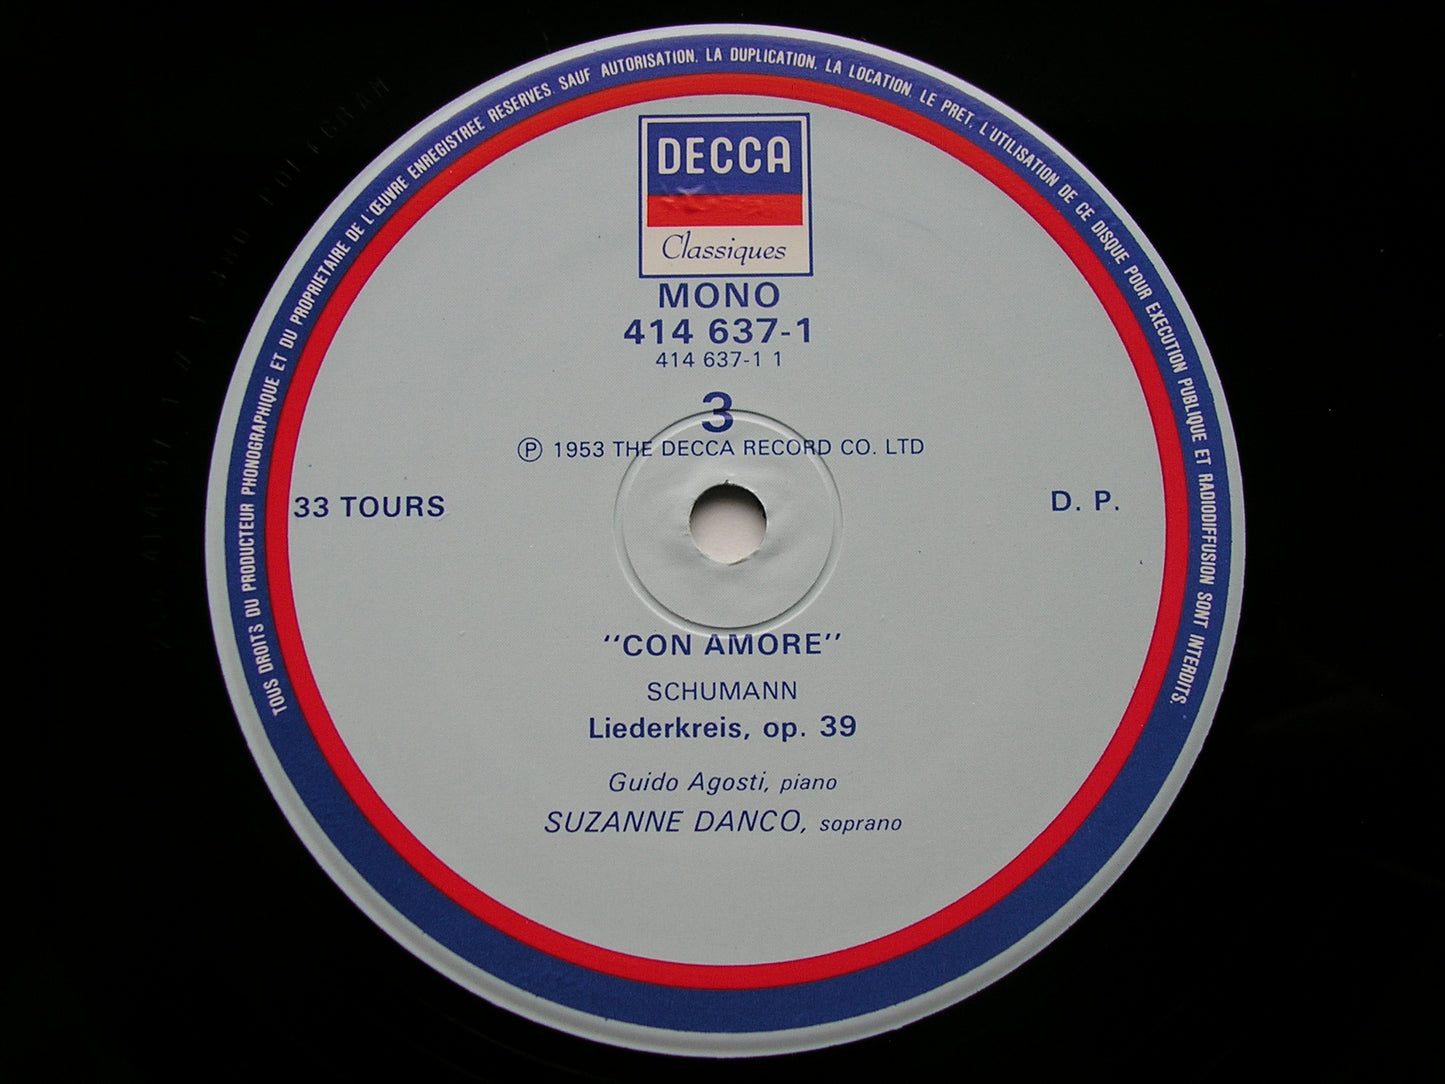 TOUS DROITS DU PRODUCTEUR PHONOGRAPHIQUE ET DU PROPRIETAIRE DE L'ŒUVRE ENREGISTREE RESERVES. SAUF AUTORISATION, LA DUPLICATION, LA LOCATION, LE PRET, L'UTILISATION DE CE DISQUE POUR EXECUTION PUBLIQUE ET RADIODIFFUSION SONT INTERDITS.
DECCA
Classiques
MONO
414 637-1
414 637-1 1
3
Ⓟ 1953 THE DECCA RECORD CO. LTD
33 TOURS
D. P.
"CON AMORE"
SCHUMANN
Liederkreis, op. 39
Guido Agosti, piano
SUZANNE DANCO, soprano